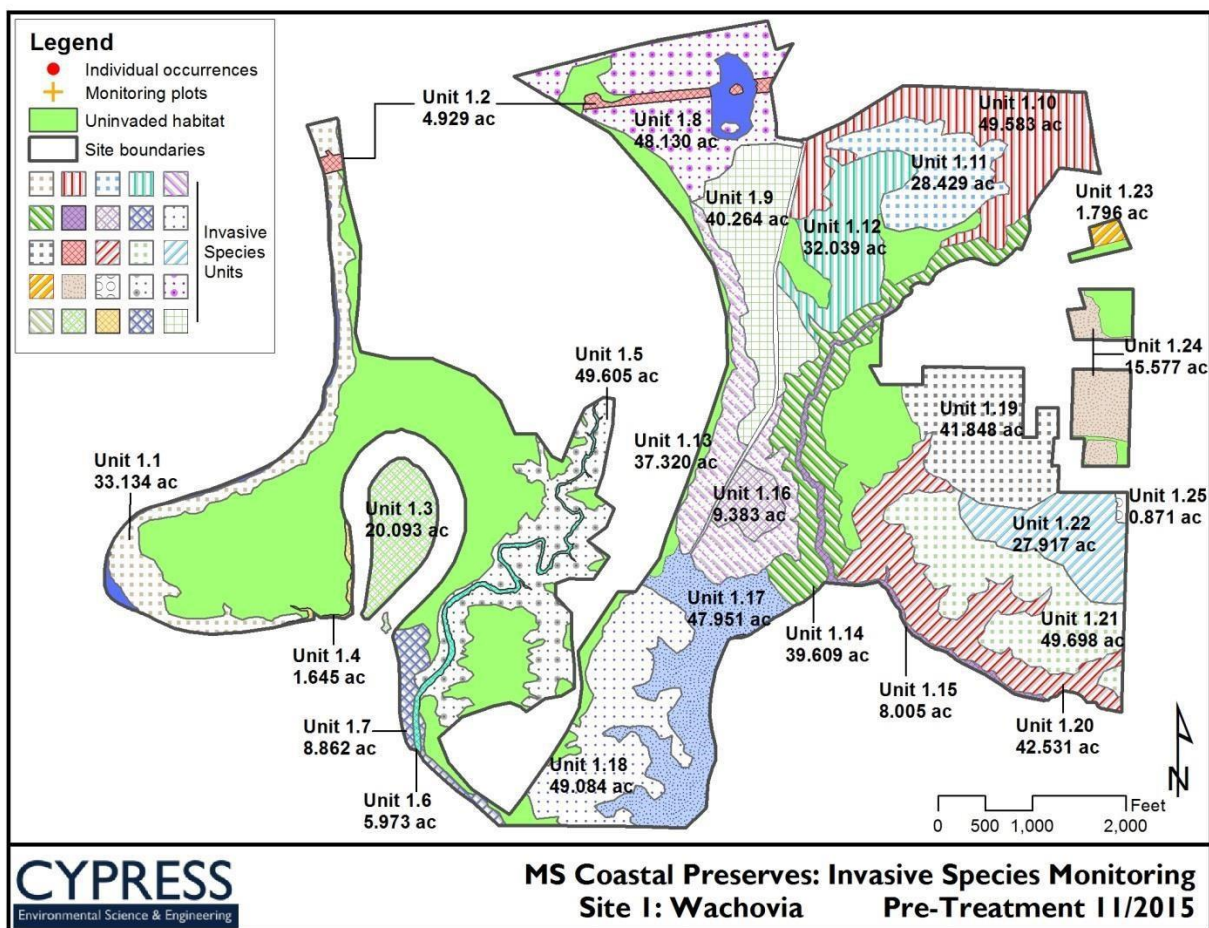 Legend
Individual occurrences
Monitoring plots
Uninvaded habitat
Site boundaries
Invasive
Species
Units
Unit 1.2
4.929 ac
Unit 1.8
48.130 ac
Unit 1.10
49.583 ac
Unit 1.11
28.429 ac
Unit 1.9
40.264 ac
Unit 1.12
32.039 ac
Unit 1.23
1.796 ac
Unit 1.24
15.577 ac
Unit 1.5
49.605 ac
Unit 1.19
41.848 ac
Unit 1.13
37.320 ac
Unit 1.1
33.134 ac
Unit 1.3
20.093 ac
Unit 1.16
9.383 ac
Unit 1.25
0.871 ac
Unit 1.22
27.917 ac
Unit 1.17
47.951 ac
Unit 1.21
49.698 ac
Unit 1.14
39.609 ac
Unit 1.4
1.645 ac
Unit 1.15
8.005 ac
Unit 1.20
42.531 ac
Unit 1.7
8.862 ac
Unit 1.18
49.084 ac
Unit 1.6
5.973 ac
N
Feet
0 500 1,000 2,000
CYPRESS
Environmental Science & Engineering
MS Coastal Preserves: Invasive Species Monitoring
Site 1: Wachovia Pre-Treatment 11/2015